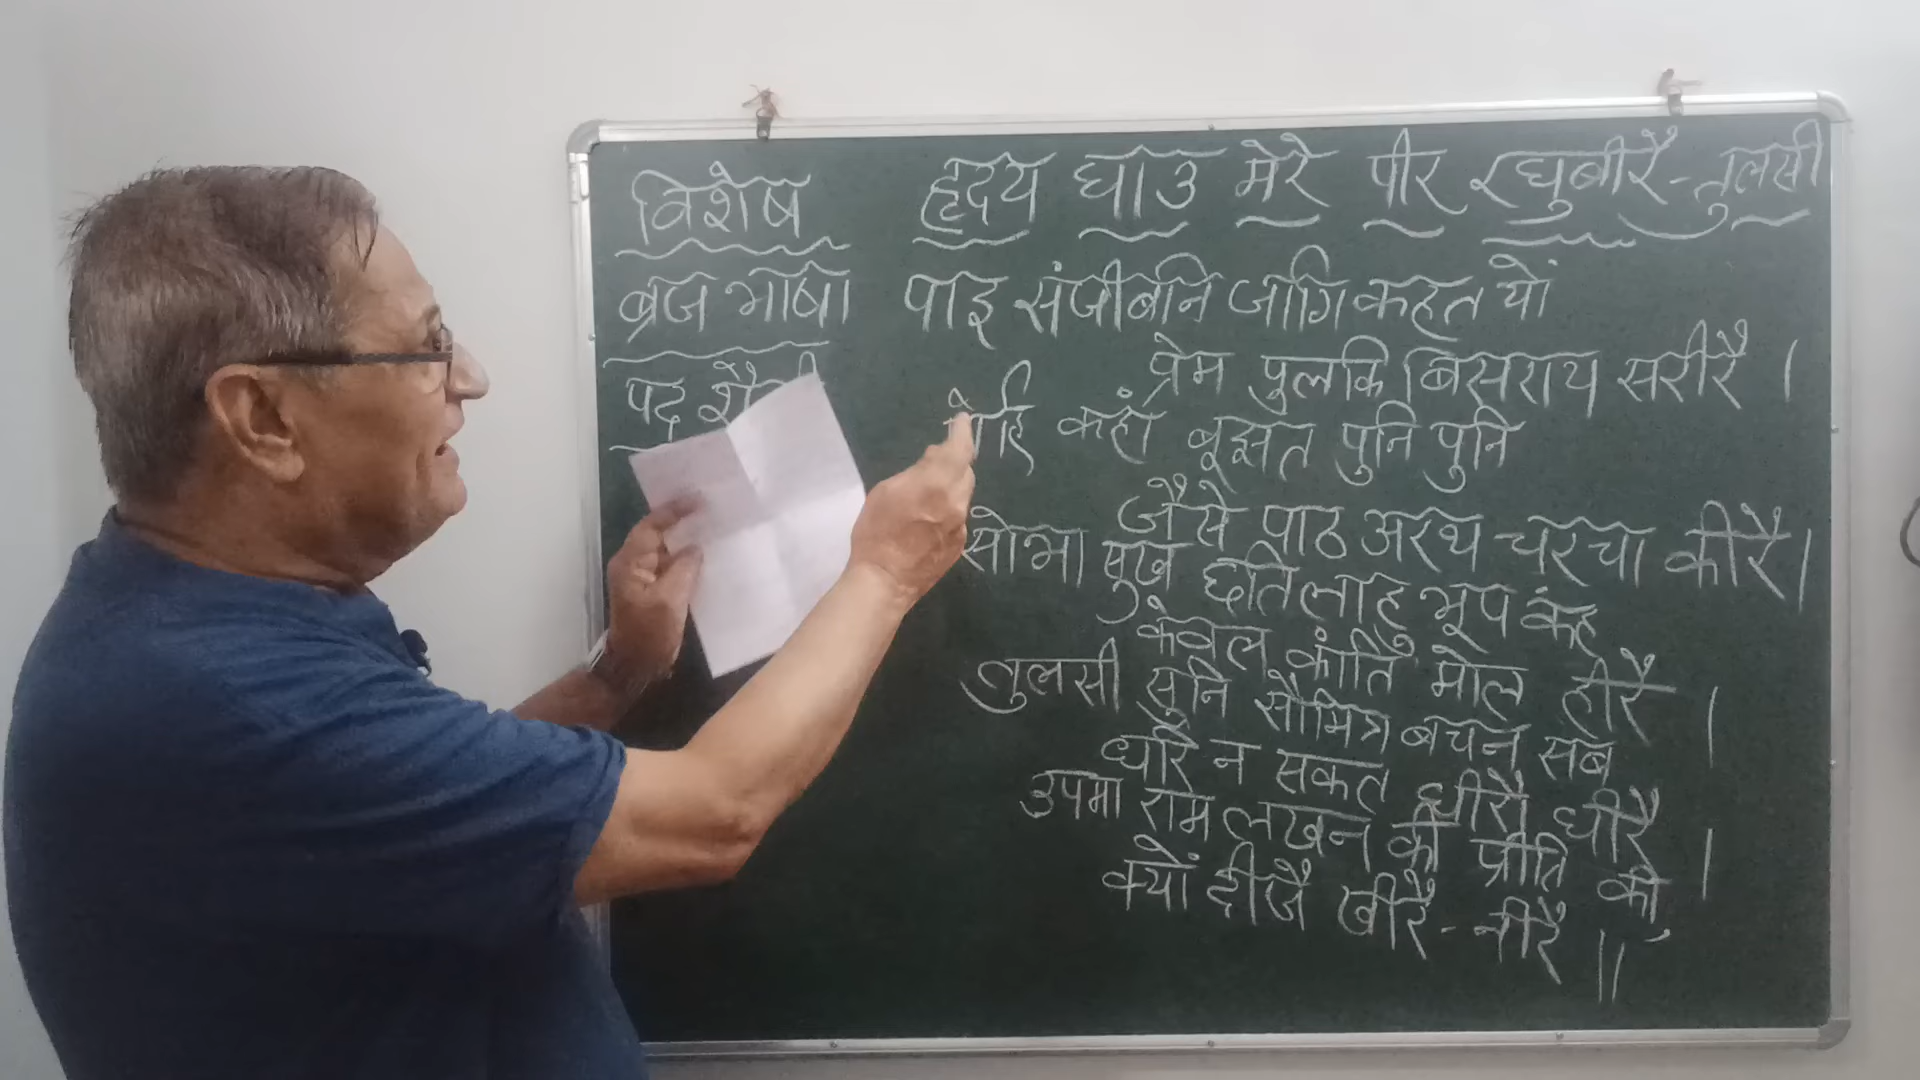 विशेष
ब्रज भाषा
पद
हृदय घाउ मेरे पीर रघुबीरै - तुलसी
पाइ संजीबनि जागि कहत यों
प्रेम पुलकि बिसराय सरीरै ।
कहाँ बूझत पुनि पुनि
जैसे पाठ अरथ चरचा कीरै ।
सोभा सुख छति लाहु भूप कहँ
केवल कांति मोल हीरै ।
तुलसी सुनि सौमित्र बचन सब
धरि न सकत धीरौ धीरै ।
उपमा राम लखन की प्रीति की
क्यों दीजै खीरै - नीरै ॥